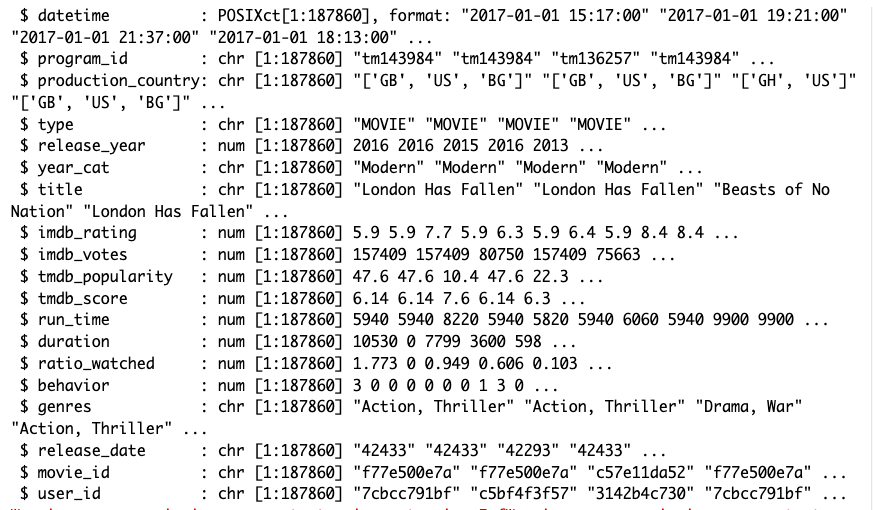 $ datetime          : POSIXct[1:187860], format: "2017-01-01 15:17:00" "2017-01-01 19:21:00"
"2017-01-01 21:37:00" "2017-01-01 18:13:00" ...
$ program_id        : chr [1:187860] "tm143984" "tm143984" "tm136257" "tm143984" ...
$ production_country: chr [1:187860] "['GB', 'US', 'BG']" "['GB', 'US', 'BG']" "['GH', 'US']"
"['GB', 'US', 'BG']" ...
$ type              : chr [1:187860] "MOVIE" "MOVIE" "MOVIE" "MOVIE" ...
$ release_year      : num [1:187860] 2016 2016 2015 2016 2013 ...
$ year_cat          : chr [1:187860] "Modern" "Modern" "Modern" "Modern" ...
$ title             : chr [1:187860] "London Has Fallen" "London Has Fallen" "Beasts of No
Nation" "London Has Fallen" ...
$ imdb_rating       : num [1:187860] 5.9 5.9 7.7 5.9 6.3 5.9 6.4 5.9 8.4 8.4 ...
$ imdb_votes        : num [1:187860] 157409 157409 80750 157409 75663 ...
$ tmdb_popularity   : num [1:187860] 47.6 47.6 10.4 47.6 22.3 ...
$ tmdb_score        : num [1:187860] 6.14 6.14 7.6 6.14 6.3 ...
$ run_time          : num [1:187860] 5940 5940 8220 5940 5820 5940 6060 5940 9900 9900 ...
$ duration          : num [1:187860] 10530 0 7799 3600 598 ...
$ ratio_watched     : num [1:187860] 1.773 0 0.949 0.606 0.103 ...
$ behavior          : num [1:187860] 3 0 0 0 0 0 0 1 3 0 ...
$ genres            : chr [1:187860] "Action, Thriller" "Action, Thriller" "Drama, War"
"Action, Thriller" ...
$ release_date      : chr [1:187860] "42433" "42433" "42293" "42433" ...
$ movie_id          : chr [1:187860] "f77e500e7a" "f77e500e7a" "c57e11da52" "f77e500e7a" ...
$ user_id           : chr [1:187860] "7cbcc791bf" "c5bf4f3f57" "3142b4c730" "7cbcc791bf" ...